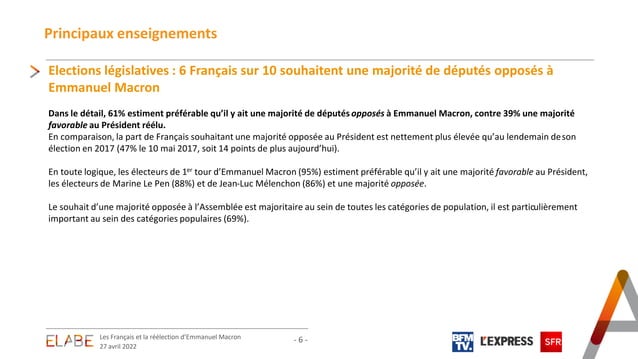 Principaux enseignements
Elections législatives : 6 Français sur 10 souhaitent une majorité de députés opposés à
Emmanuel Macron
Dans le détail, 61% estiment préférable qu'il y ait une majorité de députés opposés à Emmanuel Macron, contre 39% une majorité
favorable au Président réélu.
En comparaison, la part de Français souhaitant une majorité opposée au Président est nettement plus élevée qu'au lendemain de son
élection en 2017 (47% le 10 mai 2017, soit 14 points de plus aujourd'hui).
En toute logique, les électeurs de 1er tour d'Emmanuel Macron (95%) estiment préférable qu'il y ait une majorité favorable au Président,
les électeurs de Marine Le Pen (88%) et de Jean-Luc Mélenchon (86%) et une majorité opposée.
Le souhait d'une majorité opposée à l'Assemblée est majoritaire au sein de toutes les catégories de population, il est particulièrement
important au sein des catégories populaires (69%).
ELABE
Les Français et la réélection d'Emmanuel Macron
27 avril 2022
- 6 -
BFM
TV.
L'EXPRESS
SFR